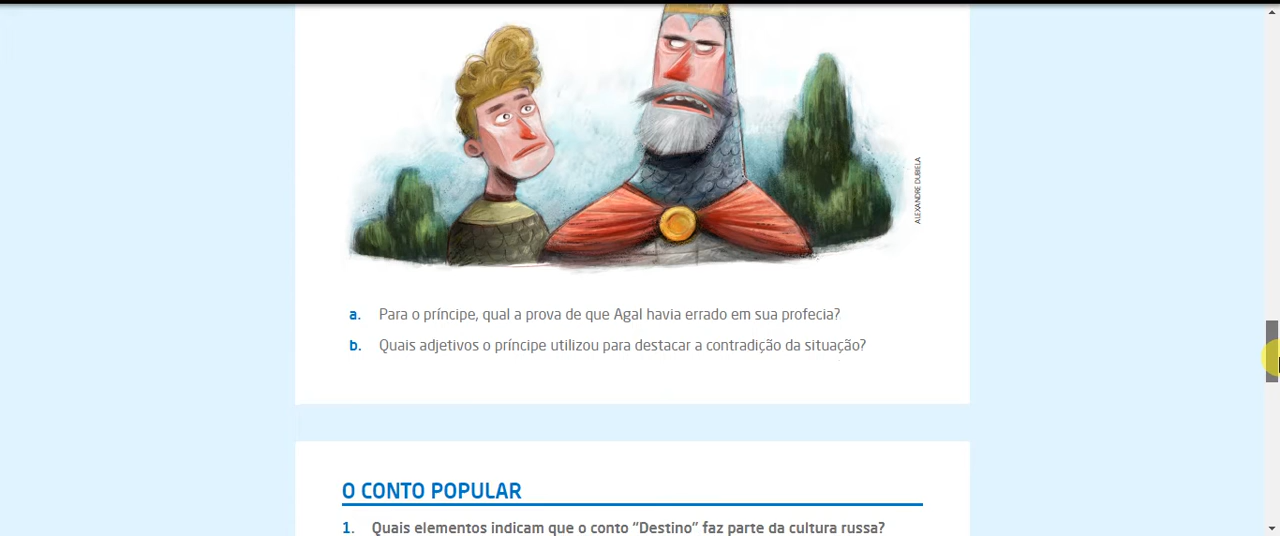 ALEXANDRE DUBIELA
a. Para o príncipe, qual a prova de que Agal havia errado em sua profecia?
b. Quais adjetivos o príncipe utilizou para destacar a contradição da situação?
O CONTO POPULAR
1. Quais elementos indicam que o conto “Destino” faz parte da cultura russa?